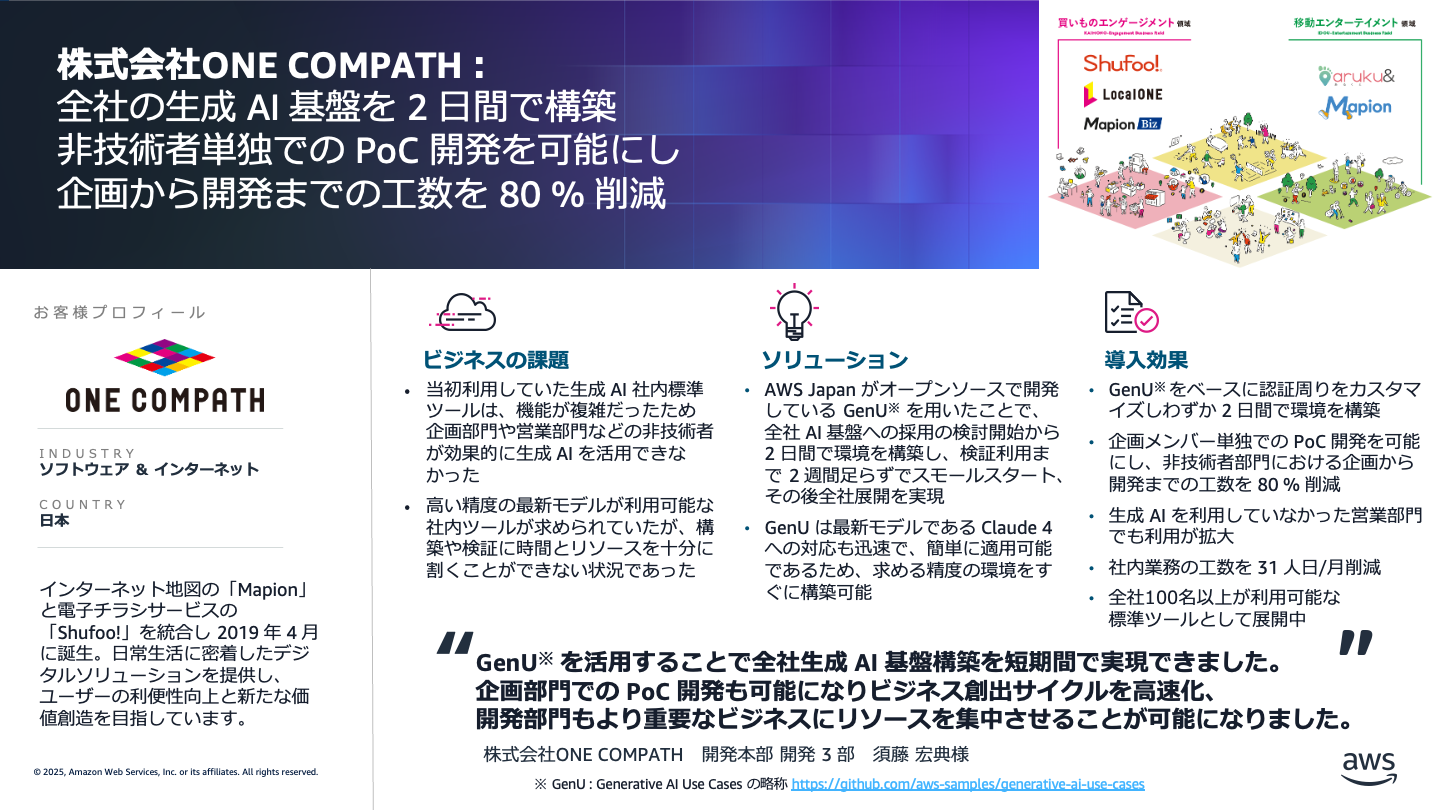 株式会社ONE COMPATH :
全社の生成 AI 基盤を 2 日間で構築
非技術者単独での PoC 開発を可能にし
企画から開発までの工数を 80 % 削減
買いものエンゲージメント 領域
KAIMONO-Engagement Business Field
Shufoo!
LocalONE
Mapion Biz
移動エンターテイメント 領域
IDOU-Entertainment Business Field
aruku&
Mapion
お客様プロフィール
ONE COMPATH
INDUSTRY
ソフトウェア & インターネット
COUNTRY
日本
インターネット地図の「Mapion」
と電子チラシサービスの
「Shufoo!」を統合し 2019 年 4 月
に誕生。日常生活に密着したデジ
タルソリューションを提供し、
ユーザーの利便性向上と新たな価
値創造を目指しています。
© 2025, Amazon Web Services, Inc. or its affiliates. All rights reserved.
ビジネスの課題
• 当初利用していた生成 AI 社内標準
ツールは、機能が複雑だったため
企画部門や営業部門などの非技術者
が効果的に生成 AI を活用できな
かった
• 高い精度の最新モデルが利用可能な
社内ツールが求められていたが、構
築や検証に時間とリソースを十分に
割くことができない状況であった
ソリューション
• AWS Japan がオープンソースで開発
している GenU※ を用いたことで、
全社 AI 基盤への採用の検討開始から
2 日間で環境を構築し、検証利用ま
で 2 週間足らずでスモールスタート、
その後全社展開を実現
• GenU は最新モデルである Claude 4
への対応も迅速で、簡単に適用可能
であるため、求める精度の環境をす
ぐに構築可能
導入効果
• GenU※ をベースに認証周りをカスタマ
イズしわずか 2 日間で環境を構築
• 企画メンバー単独での PoC 開発を可能
にし、非技術者部門における企画から
開発までの工数を 80 % 削減
• 生成 AI を利用していなかった営業部門
でも利用が拡大
• 社内業務の工数を 31 人日/月削減
• 全社100名以上が利用可能な
標準ツールとして展開中
“GenU※ を活用することで全社生成 AI 基盤構築を短期間で実現できました。
企画部門での PoC 開発も可能になりビジネス創出サイクルを高速化、
開発部門もより重要なビジネスにリソースを集中させることが可能になりました。”
株式会社ONE COMPATH 開発本部 開発 3 部 須藤 宏典様
※ GenU : Generative AI Use Cases の略称 https://github.com/aws-samples/generative-ai-use-cases
aws